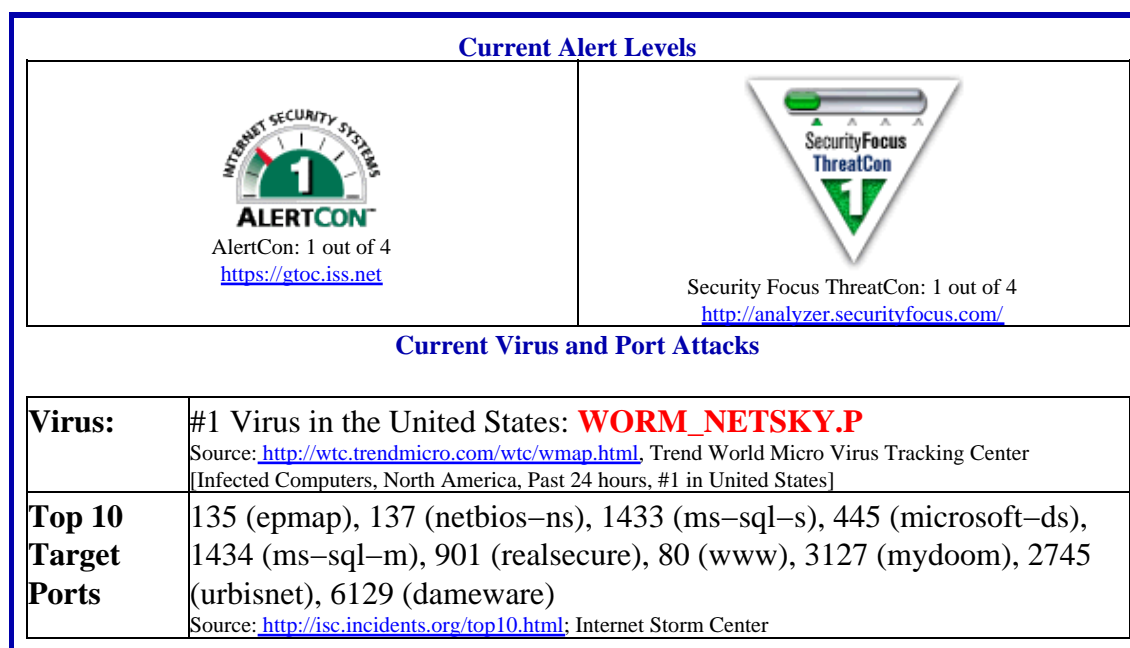 Current Alert Levels
INTERNET SECURITY SYSTEMS
1
ALERTCON™
AlertCon: 1 out of 4
https://gtoc.iss.net
SecurityFocus
ThreatCon
1
Security Focus ThreatCon: 1 out of 4
http://analyzer.securityfocus.com/
Current Virus and Port Attacks
Virus:
#1 Virus in the United States: WORM_NETSKY.P
Source: http://wtc.trendmicro.com/wtc/wmap.html, Trend World Micro Virus Tracking Center
[Infected Computers, North America, Past 24 hours, #1 in United States]
Top 10
Target
Ports
135 (epmap), 137 (netbios−ns), 1433 (ms−sql−s), 445 (microsoft−ds),
1434 (ms−sql−m), 901 (realsecure), 80 (www), 3127 (mydoom), 2745
(urbisnet), 6129 (dameware)
Source: http://isc.incidents.org/top10.html; Internet Storm Center